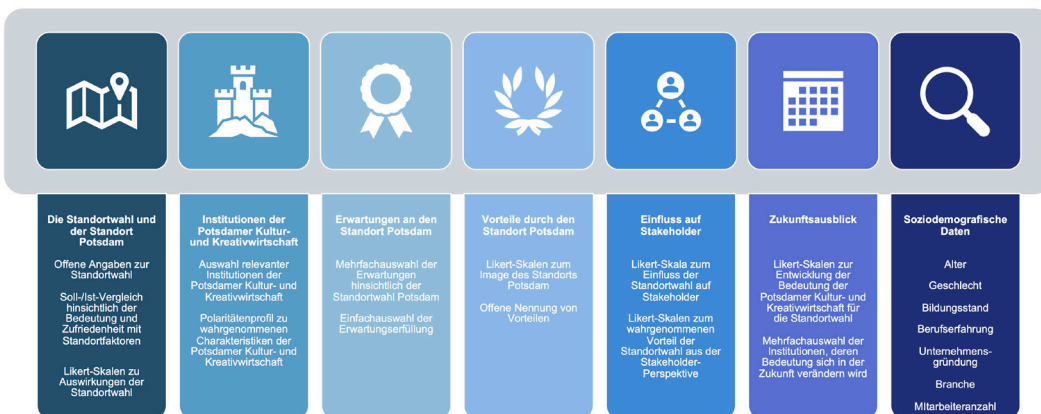 Die Standortwahl und
der Standort
Potsdam
Offene Angaben zur
Standortwahl
Soll-/Ist-Vergleich
hinsichtlich der
Bedeutung und
Zufriedenheit mit
Standortfaktoren
Likert-Skalen zu
Auswirkungen der
Standortwahl
Institutionen der
Potsdamer Kultur-
und Kreativwirtschaft
Auswahl relevanter
Institutionen der
Potsdamer Kultur- und
Kreativwirtschaft
Polaritätenprofil zu
wahrgenommenen
Charakteristiken der
Potsdamer Kultur- und
Kreativwirtschaft
Erwartungen an den
Standort Potsdam
Mehrfachauswahl der
Erwartungen
hinsichtlich der
Standortwahl Potsdam
Einfachauswahl der
Erwartungserfüllung
Vorteile durch den
Standort Potsdam
Likert-Skalen zum
Image des Standorts
Potsdam
Offene Nennung von
Vorteilen
Einfluss auf
Stakeholder
Likert-Skala zum
Einfluss der
Standortwahl auf
Stakeholder
Likert-Skalen zum
wahrgenommenen
Vorteil der
Standortwahl aus der
Stakeholder-
Perspektive
Zukunftsausblick
Likert-Skalen zur
Entwicklung der
Bedeutung der
Potsdamer Kultur- und
Kreativwirtschaft für
die Standortwahl
Mehrfachauswahl der
Institutionen, deren
Bedeutung sich in der
Zukunft verändern wird
Soziodemografische
Daten
Alter
Geschlecht
Bildungsstand
Berufserfahrung
Unternehmens-
gründung
Branche
MItarbeiteranzahl